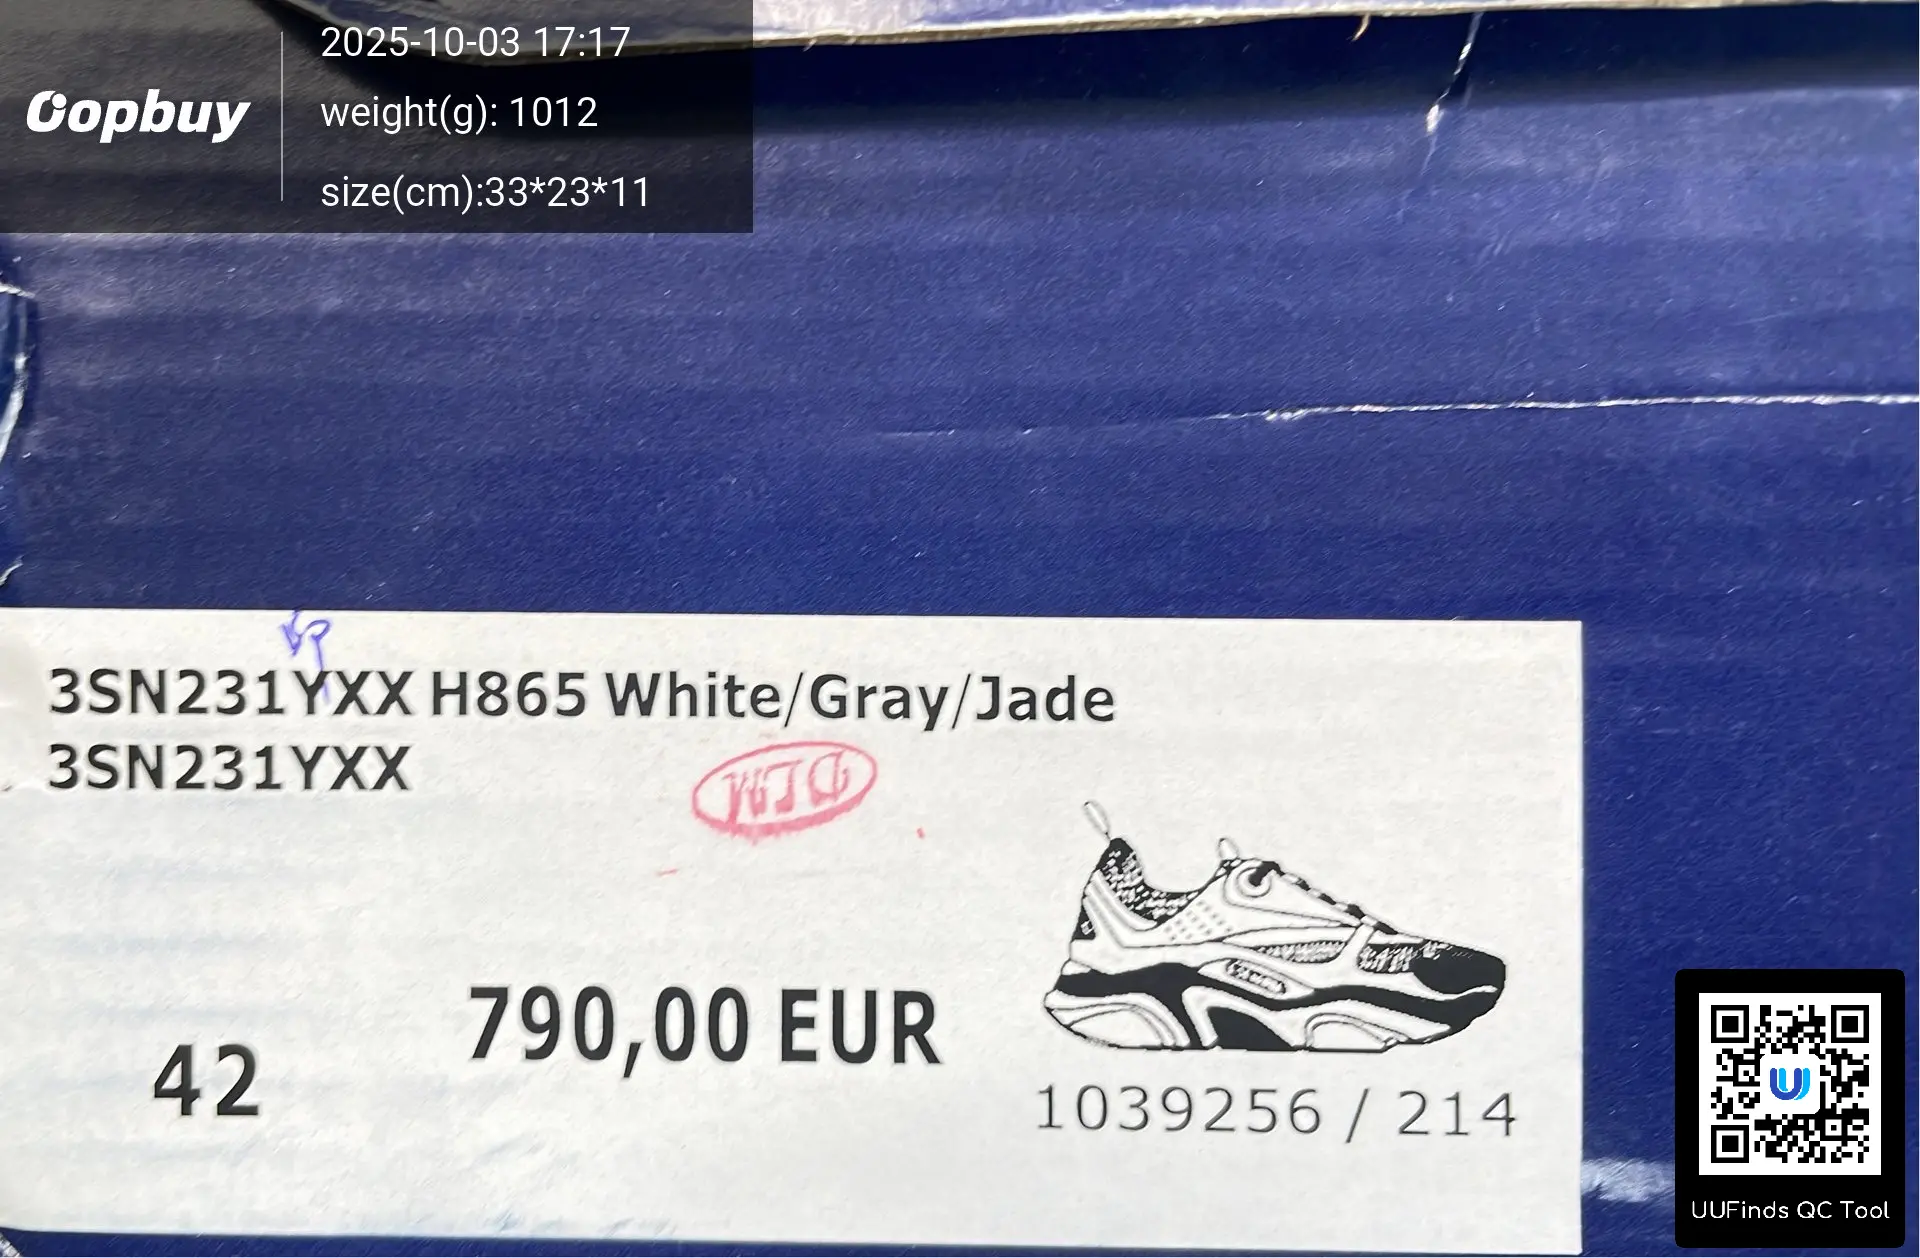 Oopbuy
2025-10-03 17:17
weight(g): 1012
size(cm):33*23*11
3SN231YXX H865 White/Gray/Jade
3SN231YXX
790,00 EUR
42
1039256 / 214
UUFinds QC Tool